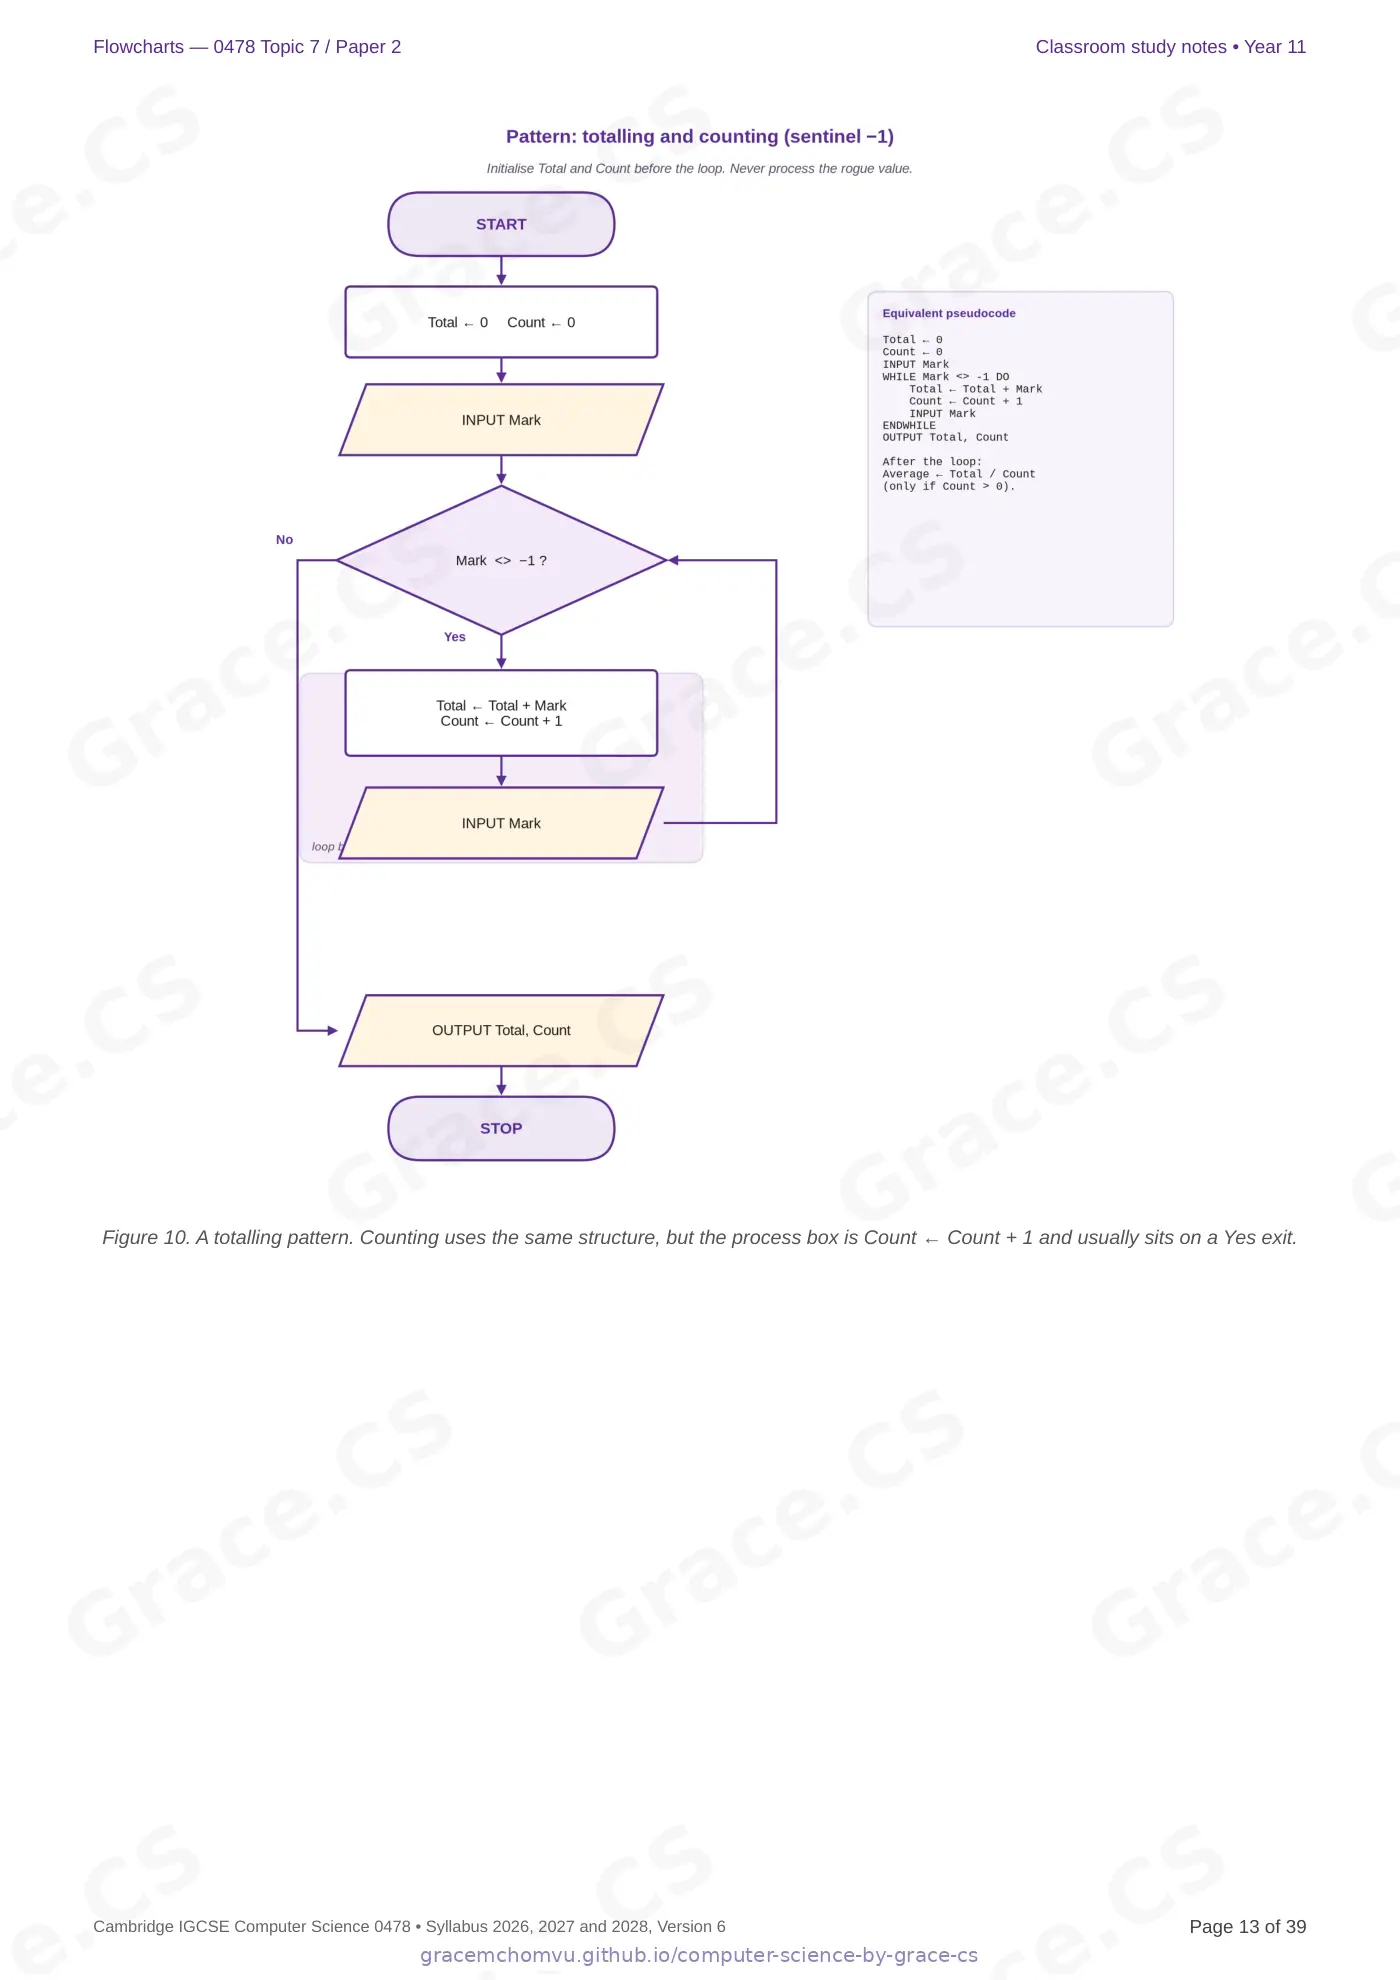 Flowcharts — 0478 Topic 7 / Paper 2
Classroom study notes • Year 11
Pattern: totalling and counting (sentinel −1)
Initialise Total and Count before the loop. Never process the rogue value.
START
Total ← 0 Count ← 0
INPUT Mark
Mark <> −1 ?
No
Yes
Total ← Total + Mark
Count ← Count + 1
INPUT Mark
loop b
OUTPUT Total, Count
STOP
Equivalent pseudocode
Total ← 0
Count ← 0
INPUT Mark
WHILE Mark <> -1 DO
    Total ← Total + Mark
    Count ← Count + 1
    INPUT Mark
ENDWHILE
OUTPUT Total, Count
After the loop:
Average ← Total / Count
(only if Count > 0).
Figure 10. A totalling pattern. Counting uses the same structure, but the process box is Count ← Count + 1 and usually sits on a Yes exit.
Cambridge IGCSE Computer Science 0478 • Syllabus 2026, 2027 and 2028, Version 6
Page 13 of 39
gracemchomvu.github.io/computer-science-by-grace-cs
Grace.CS